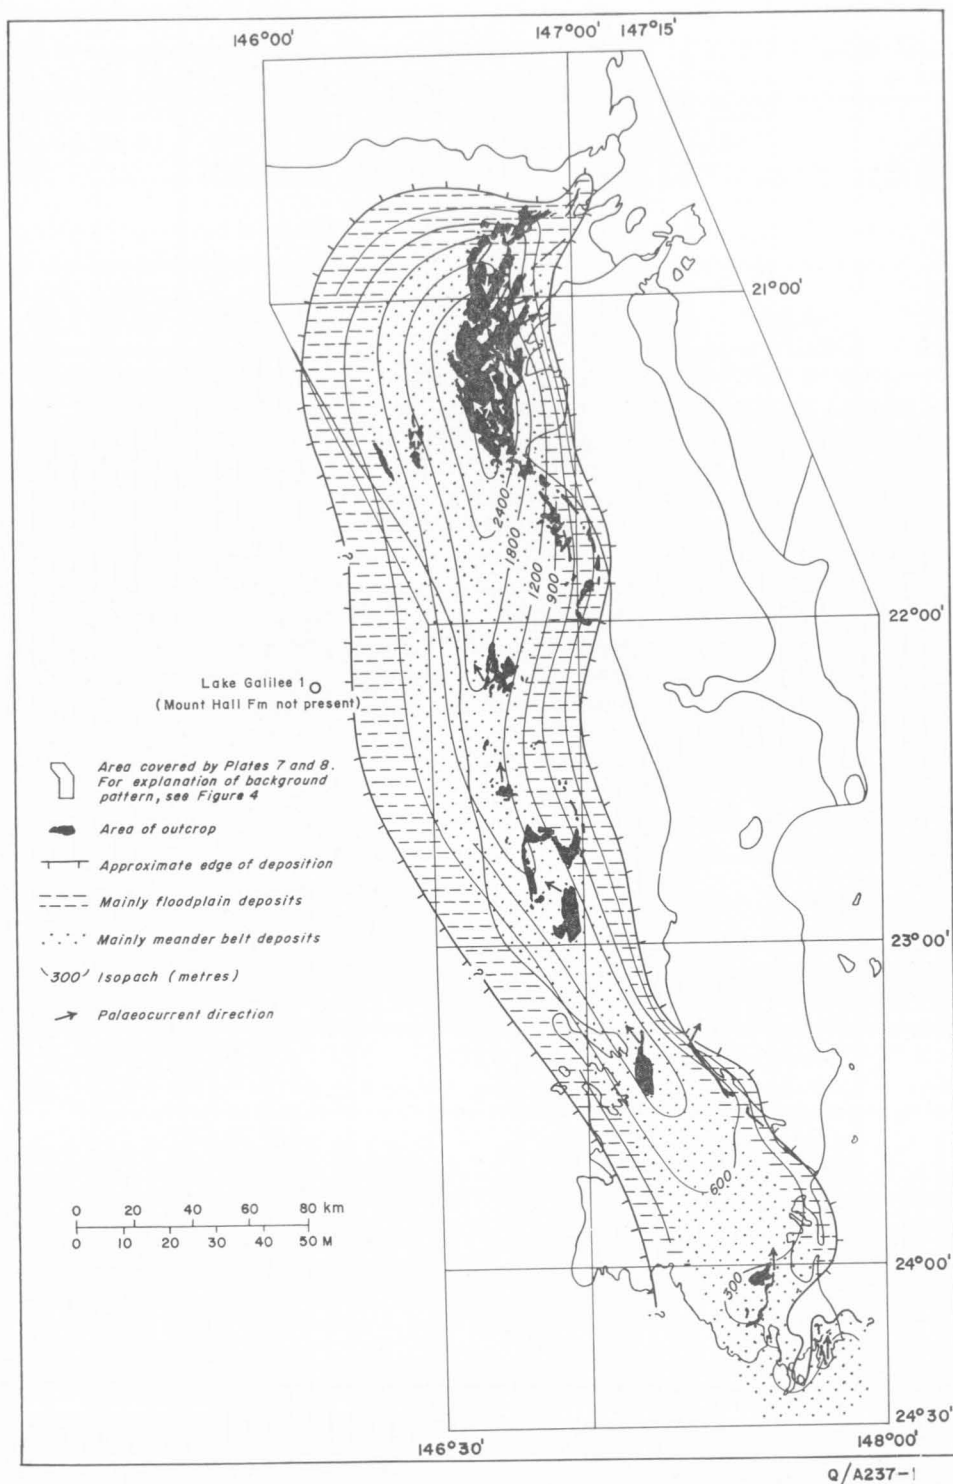 146°00'
147°00'
147°15'
21°00'
2400
1800
1200
900
?
22°00'
Lake Galilee 1
(Mount Hall Fm not present)
Area covered by Plates 7 and 8.
For explanation of background
pattern, see Figure 4
Area of outcrop
Approximate edge of deposition
Mainly floodplain deposits
Mainly meander belt deposits
300 Isopach (metres)
Palaeocurrent direction
23°00'
?
600
0 20 40 60 80 km
0 10 20 30 40 50 M
24°00'
300
?
?
24°30'
146°30'
148°00'
Q/A237-1